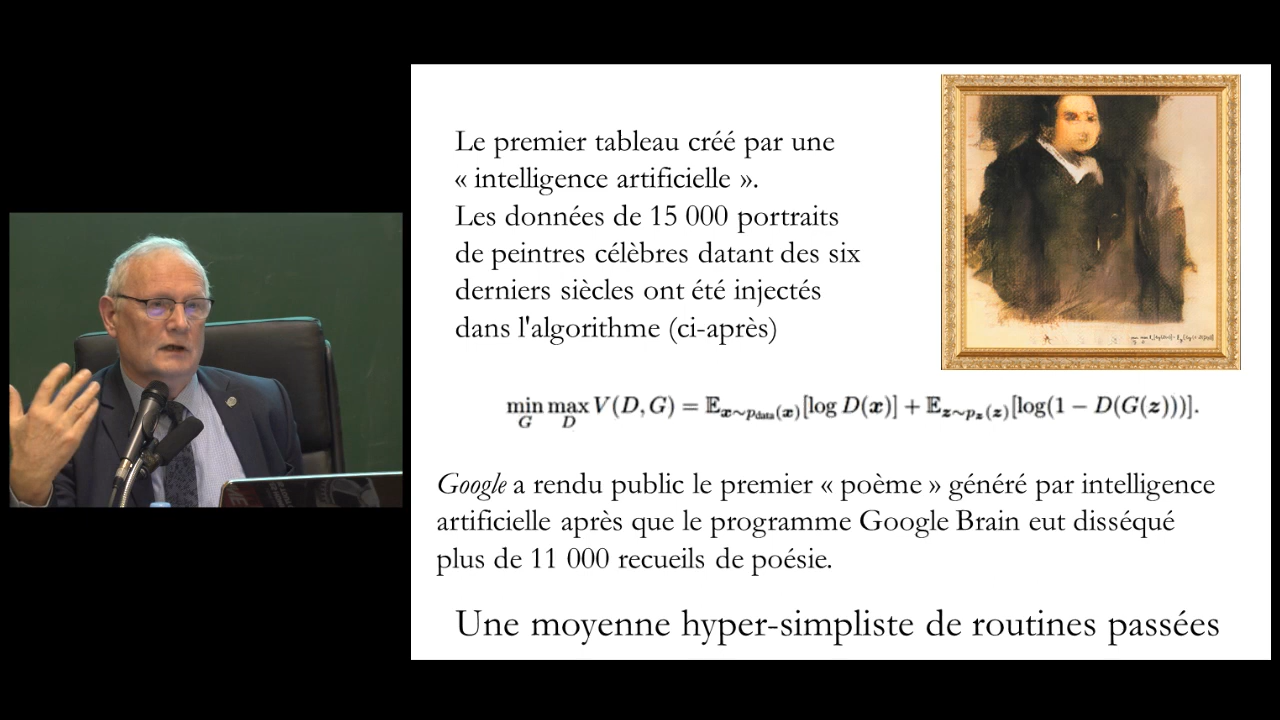 Le premier tableau créé par une
« intelligence artificielle ».
Les données de 15 000 portraits
de peintres célèbres datant des six
derniers siècles ont été injectés
dans l'algorithme (ci-après)
min max V(D, G) = 𝔼x∼pdata(x)[log D(x)] + 𝔼z∼pz(z)[log(1 − D(G(z)))].
G D
Google a rendu public le premier « poème » généré par intelligence
artificielle après que le programme Google Brain eut disséqué
plus de 11 000 recueils de poésie.
Une moyenne hyper-simpliste de routines passées